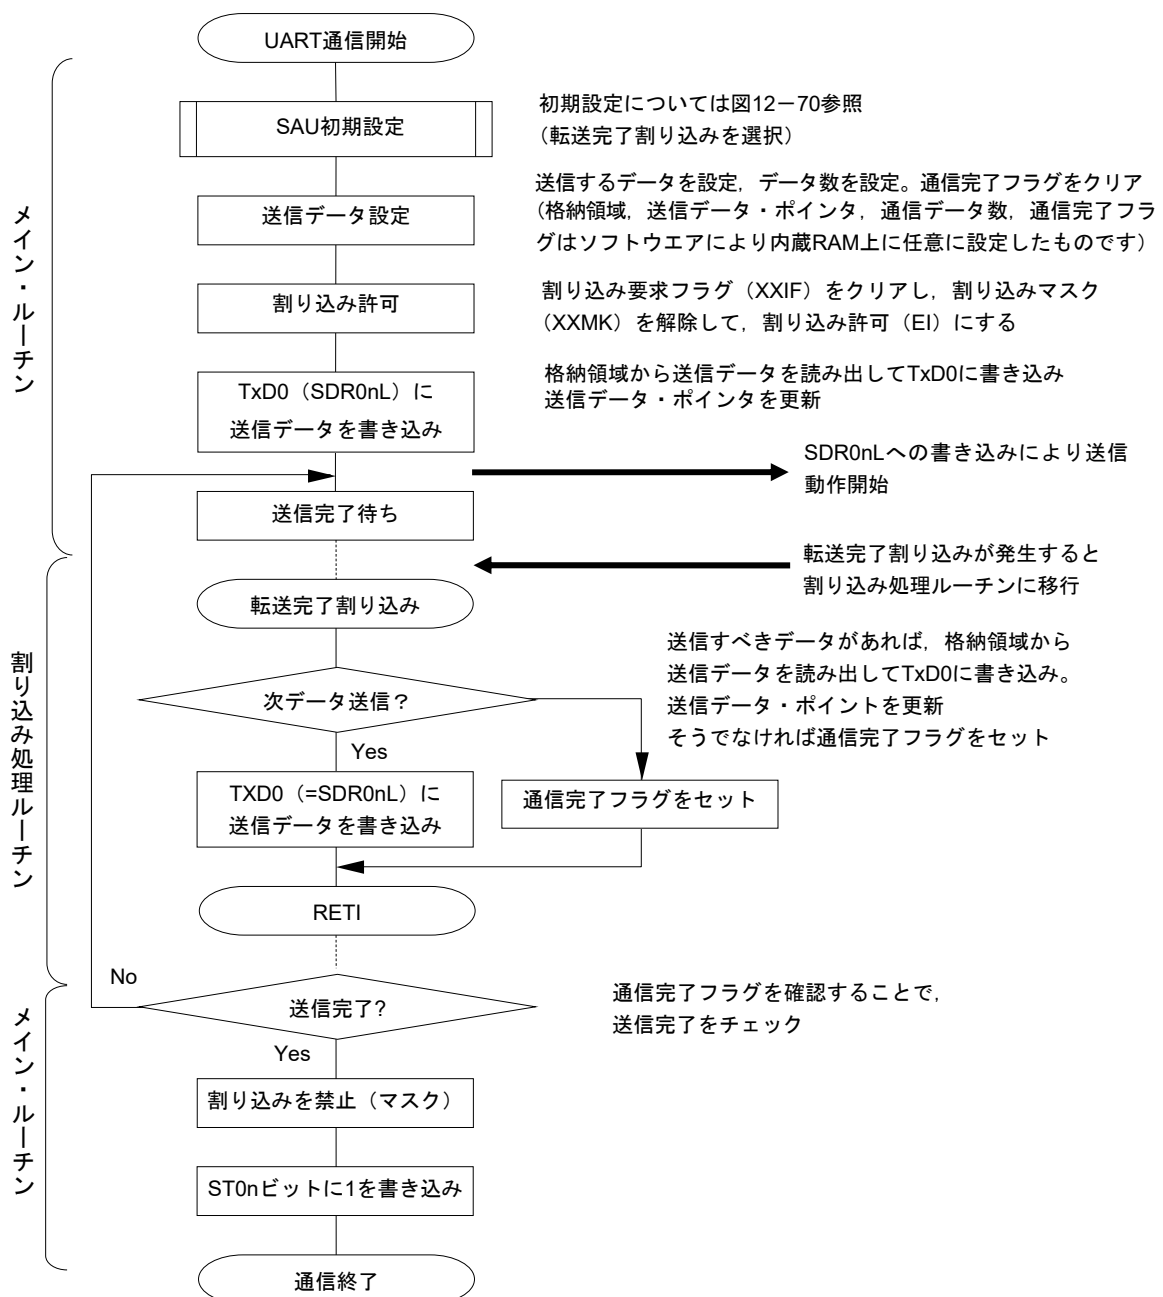 UART通信開始
SAU初期設定
初期設定については図12－70参照
（転送完了割り込みを選択）
送信データ設定
送信するデータを設定，データ数を設定。通信完了フラグをクリア
（格納領域，送信データ・ポインタ，通信データ数，通信完了フラ
グはソフトウエアにより内蔵RAM上に任意に設定したものです）
メイン・ルーチン
割り込み許可
割り込み要求フラグ（XXIF）をクリアし，割り込みマスク
（XXMK）を解除して，割り込み許可（EI）にする
TxD0（SDR0nL）に
送信データを書き込み
格納領域から送信データを読み出してTxD0に書き込み
送信データ・ポインタを更新
SDR0nLへの書き込みにより送信
動作開始
送信完了待ち
転送完了割り込みが発生すると
割り込み処理ルーチンに移行
転送完了割り込み
割り込み処理ルーチン
次データ送信？
送信すべきデータがあれば，格納領域から
送信データを読み出してTxD0に書き込み。
送信データ・ポイントを更新
そうでなければ通信完了フラグをセット
Yes
TXD0（=SDR0nL）に
送信データを書き込み
通信完了フラグをセット
RETI
No
送信完了?
通信完了フラグを確認することで，
送信完了をチェック
Yes
メイン・ルーチン
割り込みを禁止（マスク）
ST0nビットに1を書き込み
通信終了